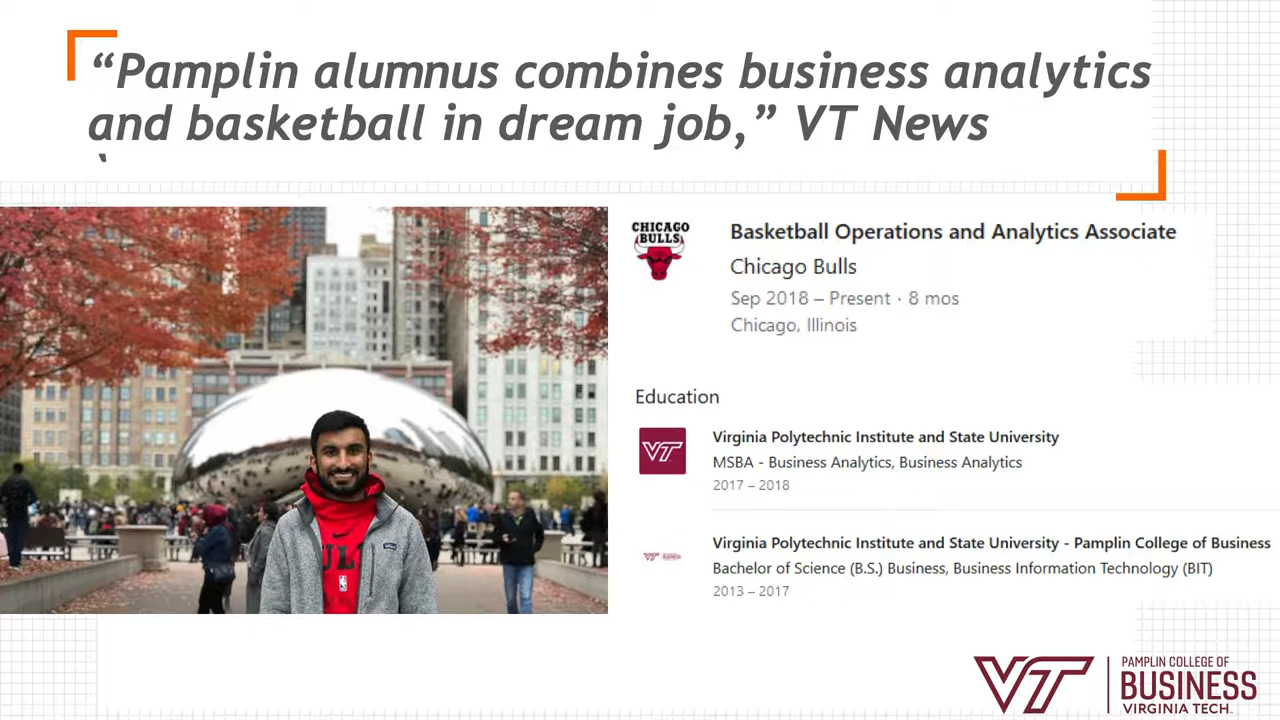 “Pamplin alumnus combines business analytics
and basketball in dream job,” VT News
`
CHICAGO
BULLS
Basketball Operations and Analytics Associate
Chicago Bulls
Sep 2018 – Present · 8 mos
Chicago, Illinois
Education
VT
Virginia Polytechnic Institute and State University
MSBA - Business Analytics, Business Analytics
2017 – 2018
Virginia Polytechnic Institute and State University - Pamplin College of Business
Bachelor of Science (B.S.) Business, Business Information Technology (BIT)
2013 – 2017
VT
PAMPLIN COLLEGE OF
BUSINESS
VIRGINIA TECH.